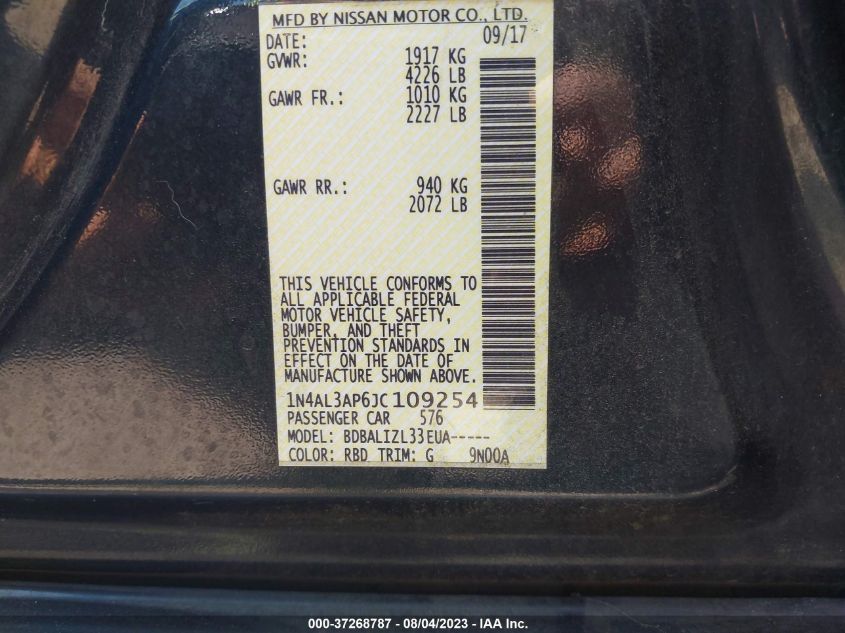 MFD BY NISSAN MOTOR CO., LTD.
DATE: 09/17
GVWR: 1917 KG
4226 LB
GAWR FR.: 1010 KG
2227 LB
GAWR RR.: 940 KG
2072 LB
THIS VEHICLE CONFORMS TO
ALL APPLICABLE FEDERAL
MOTOR VEHICLE SAFETY,
BUMPER, AND THEFT
PREVENTION STANDARDS IN
EFFECT ON THE DATE OF
MANUFACTURE SHOWN ABOVE.
1N4AL3AP6JC109254
PASSENGER CAR 576
MODEL: BDBALIZL33EUA-----
COLOR: RBD TRIM: G 9N00A
000-37268787 - 08/04/2023 - IAA Inc.